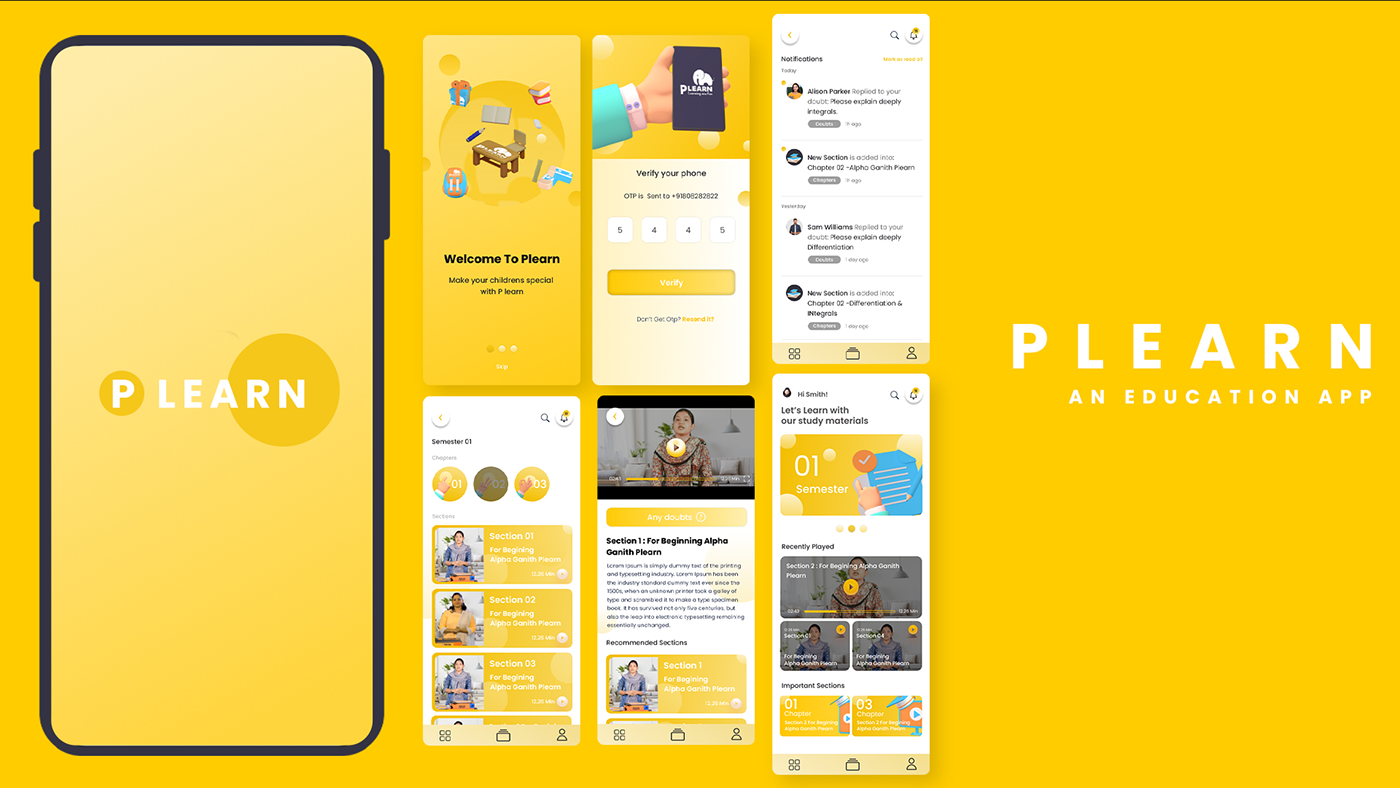 P LEARN
Welcome To Plearn
Make your childrens special
with P learn
Skip
PLEARN
Verify your phone
OTP is Sent to +91808282822
5 4 4 5
Verify
Don't Get Otp? Resend it?
Notifications
Mark as read all
Today
Alison Parker Replied to your
doubt: Please explain deeply
integrals.
Doubts 1h ago
New Section is added into:
Chapter 02 -Alpha Ganith Plearn
Chapters 1h ago
Yesterday
Sam Williams Replied to your
doubt: Please explain deeply
Differentiation
Doubts 1 day ago
New Section is added into:
Chapter 02 -Differentiation &
INtegrals
Chapters 1 day ago
Semester 01
Chapters
01 02 03
Sections
Section 01
For Begining
Alpha Ganith Plearn
12.26 Min
Section 02
For Begining
Alpha Ganith Plearn
12.26 Min
Section 03
For Begining
Alpha Ganith Plearn
12.26 Min
02:43 12.26 Min
Any doubts ?
Section 1 : For Beginning Alpha
Ganith Plearn
Lorem Ipsum is simply dummy text of the printing
and typesetting industry. Lorem Ipsum has been
the industry standard dummy text ever since the
1500s, when an unknown printer took a galley of
type and scrambled it to make a type specimen
book. It has survived not only five centuries, but
also the leap into electronic typesetting remaining
essentially unchanged.
Recommended Sections
Section 1
For Begining
Alpha Ganith Plearn
12.26 Min
Hi Smith!
Let's Learn with
our study materials
01
Semester
Recently Played
Section 2 : For Begining Alpha Ganith
Plearn
02:43 12.26 Min
12.26 Min
Section 01
For Begining
Alpha Ganith Plearn
12.26 Min
Section 04
For Begining
Alpha Ganith Plearn
Important Sections
01
Chapter
Section 2 For Begining
Alpha Ganith Plearn
03
Chapter
Section 2 For Begining
Alpha Ganith Plearn
PLEARN
AN EDUCATION APP